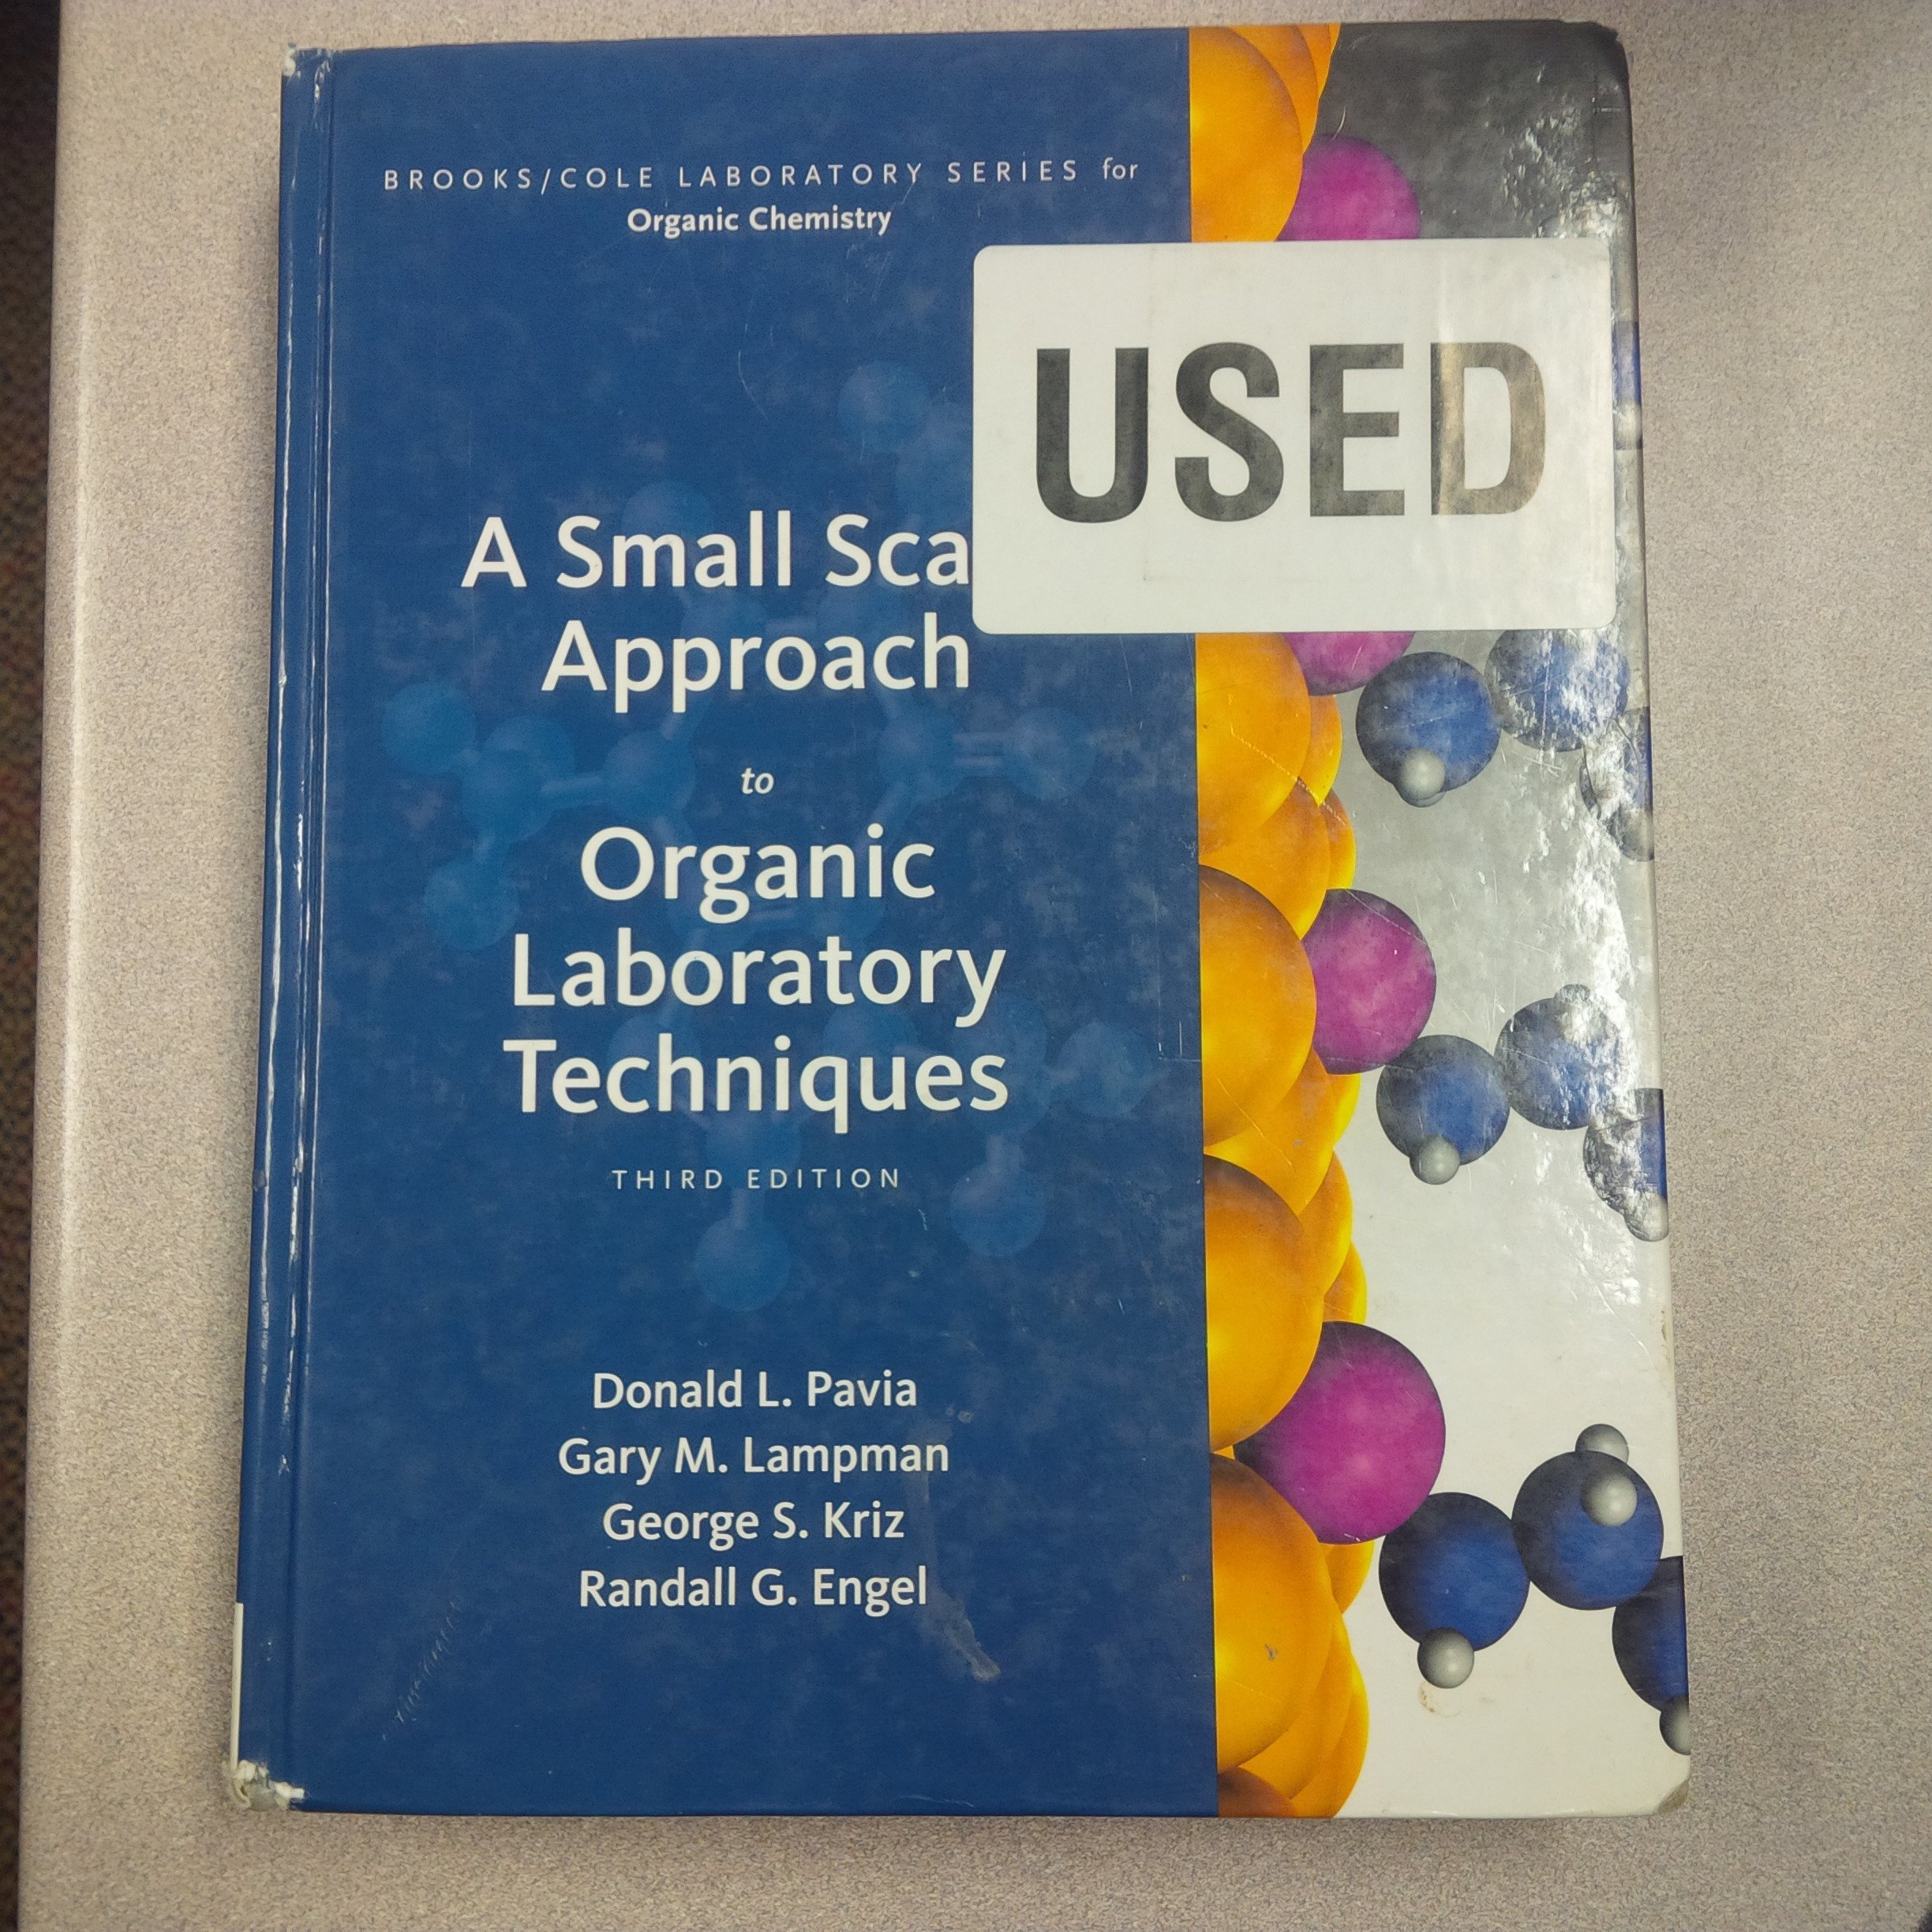 BROOKS/COLE LABORATORY SERIES for
Organic Chemistry
USED
A Small Sca
Approach
to
Organic
Laboratory
Techniques
THIRD EDITION
Donald L. Pavia
Gary M. Lampman
George S. Kriz
Randall G. Engel